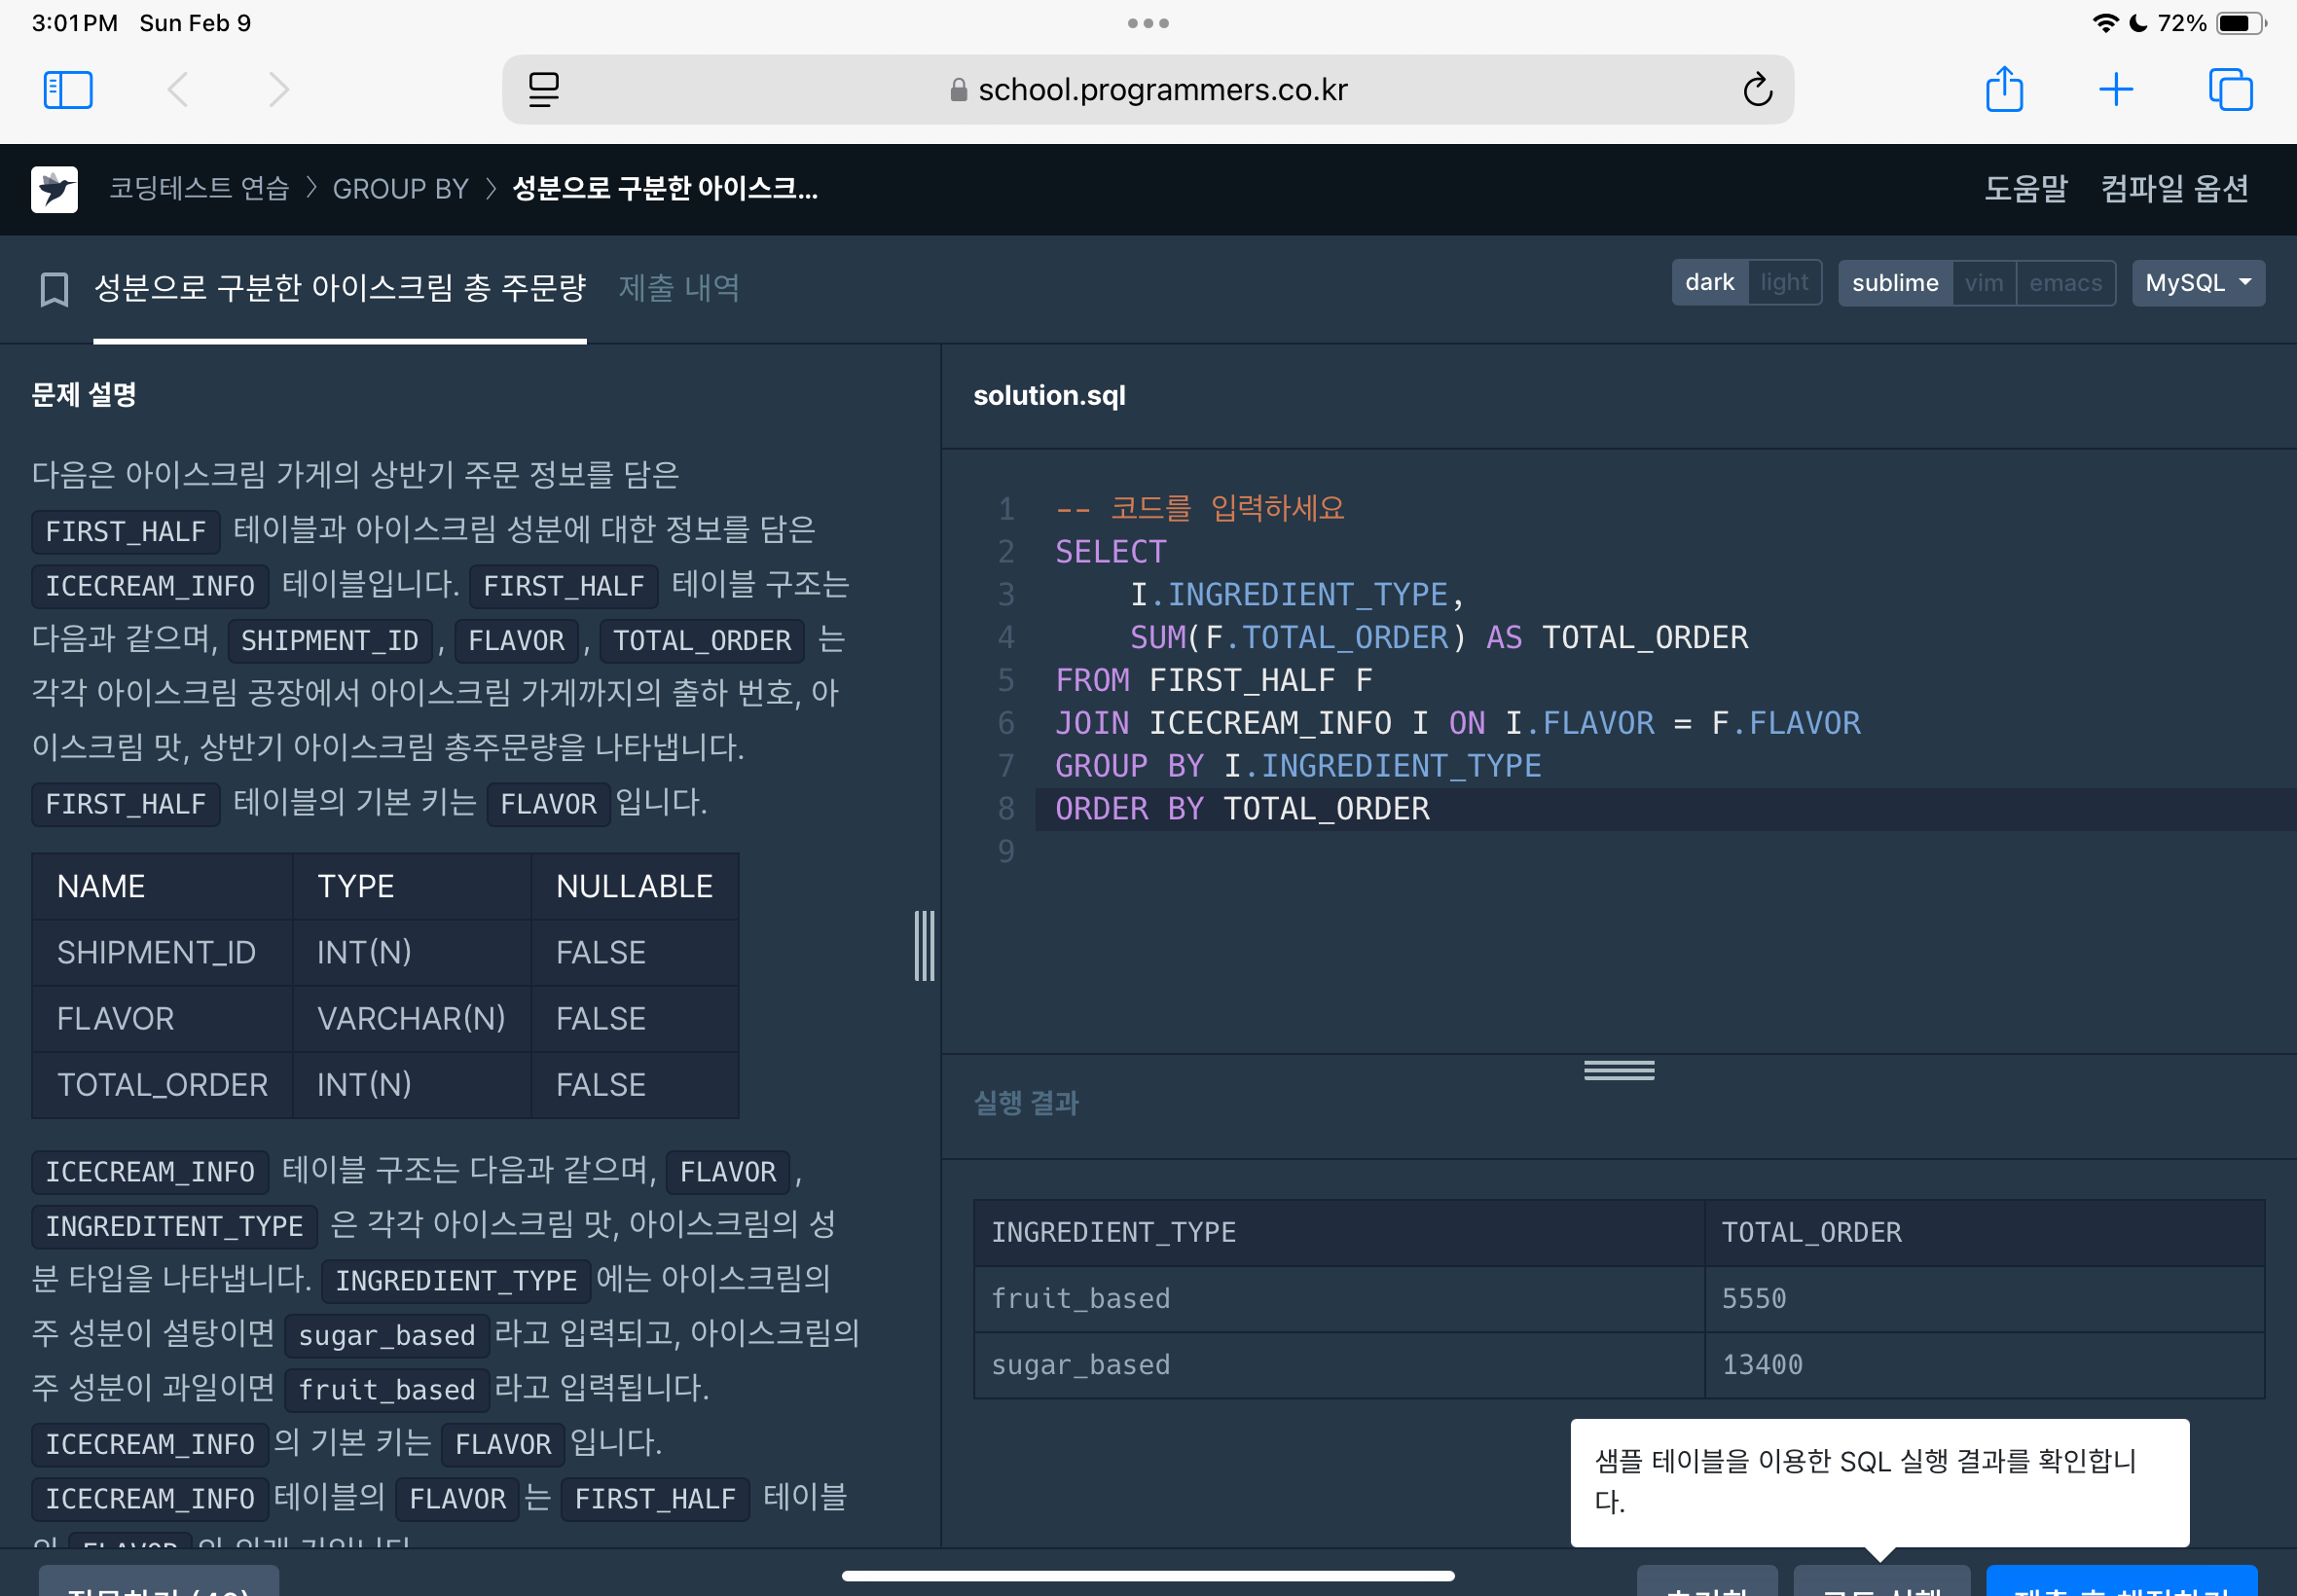 3:01PM Sun Feb 9
72%
school.programmers.co.kr
코딩테스트 연습 > GROUP BY > 성분으로 구분한 아이스크...
도움말 컴파일 옵션
성분으로 구분한 아이스크림 총 주문량 제출 내역
dark light sublime vim emacs MySQL
문제 설명
다음은 아이스크림 가게의 상반기 주문 정보를 담은
FIRST_HALF 테이블과 아이스크림 성분에 대한 정보를 담은
ICECREAM_INFO 테이블입니다. FIRST_HALF 테이블 구조는
다음과 같으며, SHIPMENT_ID , FLAVOR , TOTAL_ORDER 는
각각 아이스크림 공장에서 아이스크림 가게까지의 출하 번호, 아
이스크림 맛, 상반기 아이스크림 총주문량을 나타냅니다.
FIRST_HALF 테이블의 기본 키는 FLAVOR 입니다.
NAME TYPE NULLABLE
SHIPMENT_ID INT(N) FALSE
FLAVOR VARCHAR(N) FALSE
TOTAL_ORDER INT(N) FALSE
ICECREAM_INFO 테이블 구조는 다음과 같으며, FLAVOR ,
INGREDITENT_TYPE 은 각각 아이스크림 맛, 아이스크림의 성
분 타입을 나타냅니다. INGREDIENT_TYPE 에는 아이스크림의
주 성분이 설탕이면 sugar_based 라고 입력되고, 아이스크림의
주 성분이 과일이면 fruit_based 라고 입력됩니다.
ICECREAM_INFO 의 기본 키는 FLAVOR 입니다.
ICECREAM_INFO 테이블의 FLAVOR 는 FIRST_HALF 테이블
solution.sql
1 -- 코드를 입력하세요
2 SELECT
3 I.INGREDIENT_TYPE,
4 SUM(F.TOTAL_ORDER) AS TOTAL_ORDER
5 FROM FIRST_HALF F
6 JOIN ICECREAM_INFO I ON I.FLAVOR = F.FLAVOR
7 GROUP BY I.INGREDIENT_TYPE
8 ORDER BY TOTAL_ORDER
9
실행 결과
INGREDIENT_TYPE TOTAL_ORDER
fruit_based 5550
sugar_based 13400
샘플 테이블을 이용한 SQL 실행 결과를 확인합니
다.